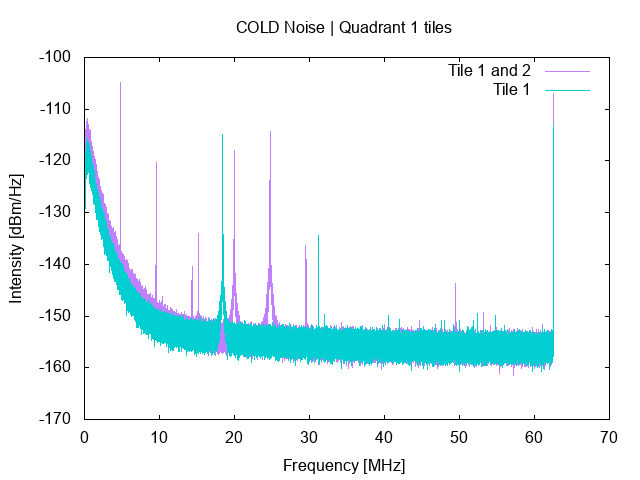 COLD Noise | Quadrant 1 tiles
Tile 1 and 2
Tile 1
Intensity [dBm/Hz]
-100
-110
-120
-130
-140
-150
-160
-170
0 10 20 30 40 50 60 70
Frequency [MHz]